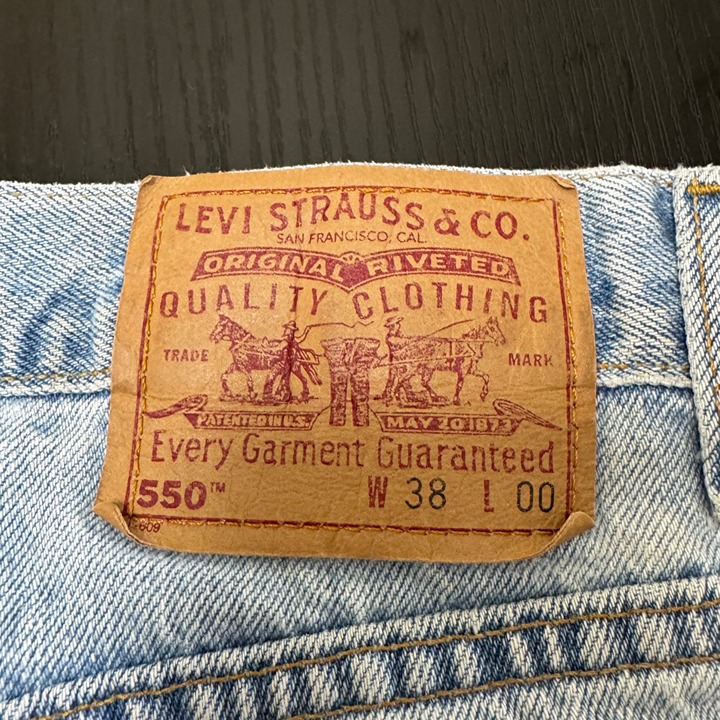 LEVI STRAUSS & CO.
SAN FRANCISCO, CAL.
ORIGINAL RIVETED
QUALITY CLOTHING
TRADE MARK
PATENTED IN U.S. MAY 20 1873
Every Garment Guaranteed
550™ W 38 L 00
609